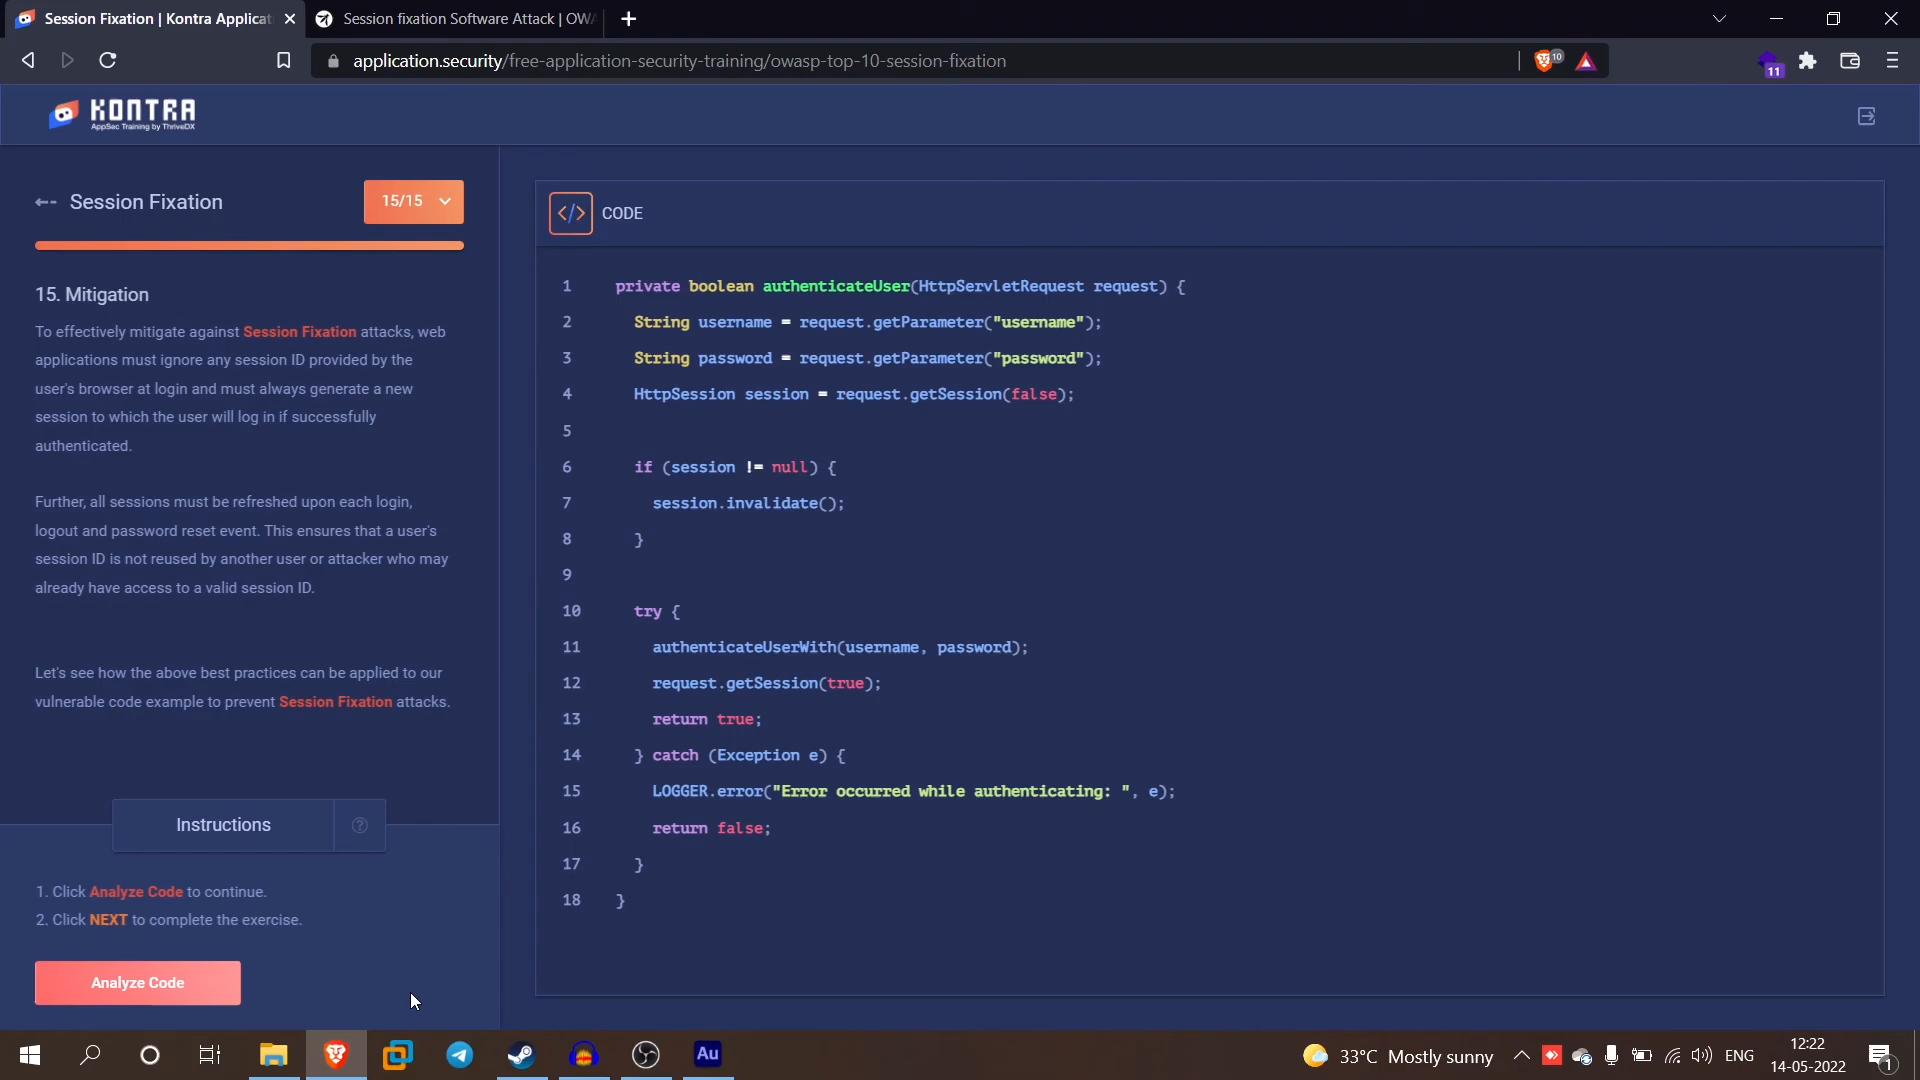 Session Fixation | Kontra Applicat
Session fixation Software Attack | OWA
application.security/free-application-security-training/owasp-top-10-session-fixation
10
11
KONTRA
AppSec Training by ThriveDX
Session Fixation
15/15
15. Mitigation
To effectively mitigate against Session Fixation attacks, web
applications must ignore any session ID provided by the
user's browser at login and must always generate a new
session to which the user will log in if successfully
authenticated.
Further, all sessions must be refreshed upon each login,
logout and password reset event. This ensures that a user's
session ID is not reused by another user or attacker who may
already have access to a valid session ID.
Let's see how the above best practices can be applied to our
vulnerable code example to prevent Session Fixation attacks.
Instructions
?
1. Click Analyze Code to continue.
2. Click NEXT to complete the exercise.
Analyze Code
</> CODE
1 private boolean authenticateUser(HttpServletRequest request) {
2 String username = request.getParameter("username");
3 String password = request.getParameter("password");
4 HttpSession session = request.getSession(false);
5
6 if (session != null) {
7 session.invalidate();
8 }
9
10 try {
11 authenticateUserWith(username, password);
12 request.getSession(true);
13 return true;
14 } catch (Exception e) {
15 LOGGER.error("Error occurred while authenticating: ", e);
16 return false;
17 }
18 }
Au
33°C Mostly sunny
ENG
12:22
14-05-2022
1